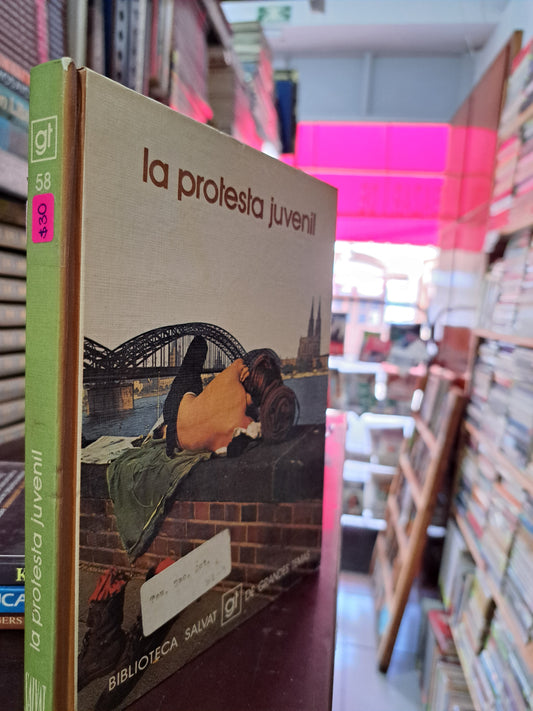 gt
58
$30
la protesta juvenil
la protesta juvenil
BIBLIOTECA SALVAT gt DE GRANDES TEMAS
SALVAT